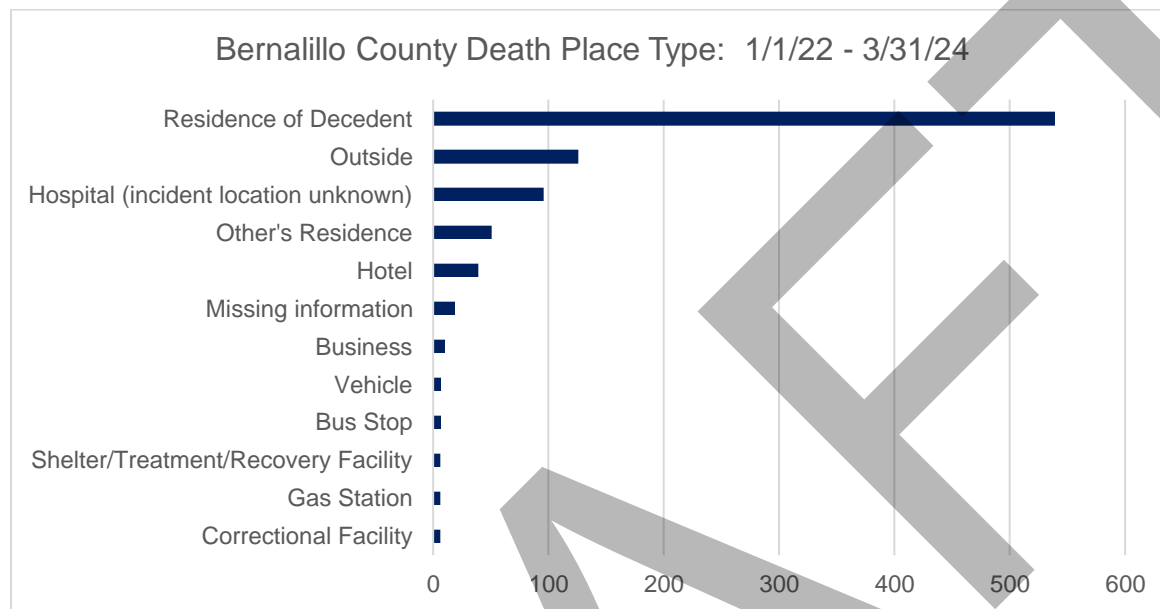 Bernalillo County Death Place Type:  1/1/22 - 3/31/24
Residence of Decedent
Outside
Hospital (incident location unknown)
Other's Residence
Hotel
Missing information
Business
Vehicle
Bus Stop
Shelter/Treatment/Recovery Facility
Gas Station
Correctional Facility
0 100 200 300 400 500 600